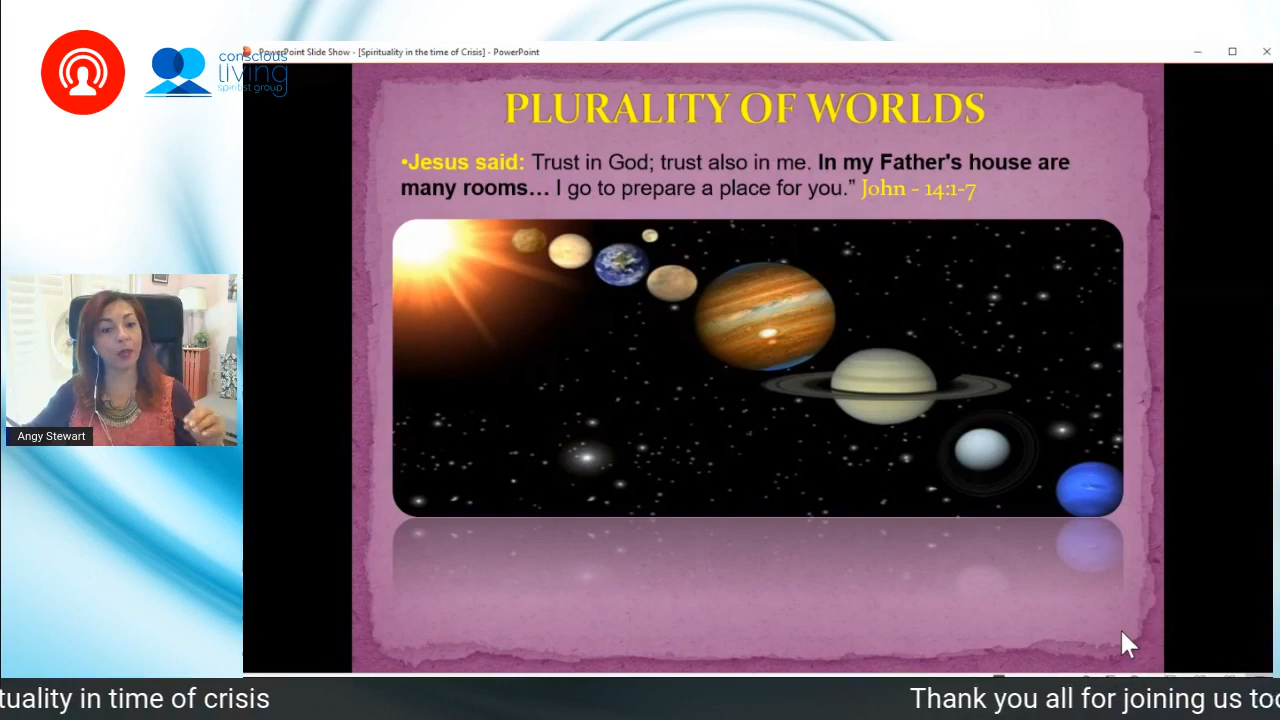 PowerPoint Slide Show - [Spirituality in the time of Crisis] - PowerPoint
conscious
living
spiritist group
PLURALITY OF WORLDS
•Jesus said: Trust in God; trust also in me. In my Father's house are
many rooms… I go to prepare a place for you.” John - 14:1-7
Angy Stewart
tuality in time of crisis
Thank you all for joining us too